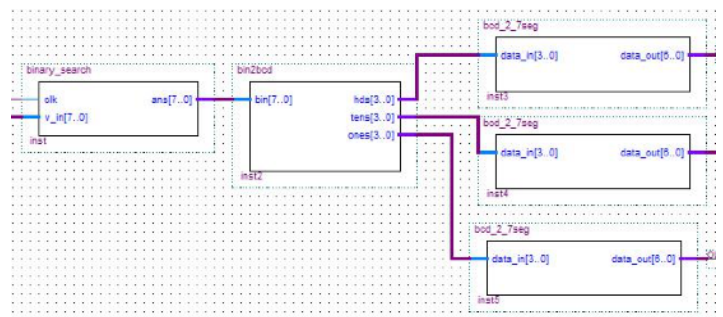 binary_search
clk
v_in[7..0]
ans[7..0]
inst
bin2bcd
bin[7..0]
hds[3..0]
tens[3..0]
ones[3..0]
inst2
bcd_2_7seg
data_in[3..0]
data_out[6..0]
inst3
bcd_2_7seg
data_in[3..0]
data_out[6..0]
inst4
bcd_2_7seg
data_in[3..0]
data_out[6..0]
inst5